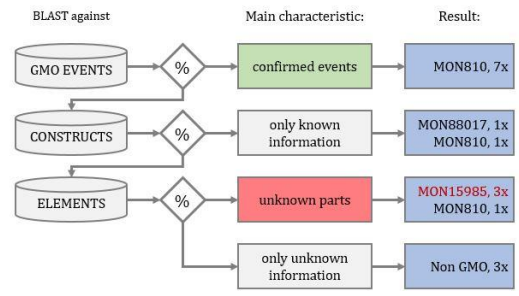 BLAST against
Main characteristic:
Result:
GMO EVENTS
%
confirmed events
MON810, 7x
CONSTRUCTS
%
only known
information
MON88017, 1x
MON810, 1x
ELEMENTS
%
unknown parts
MON15985, 3x
MON810, 1x
only unknown
information
Non GMO, 3x